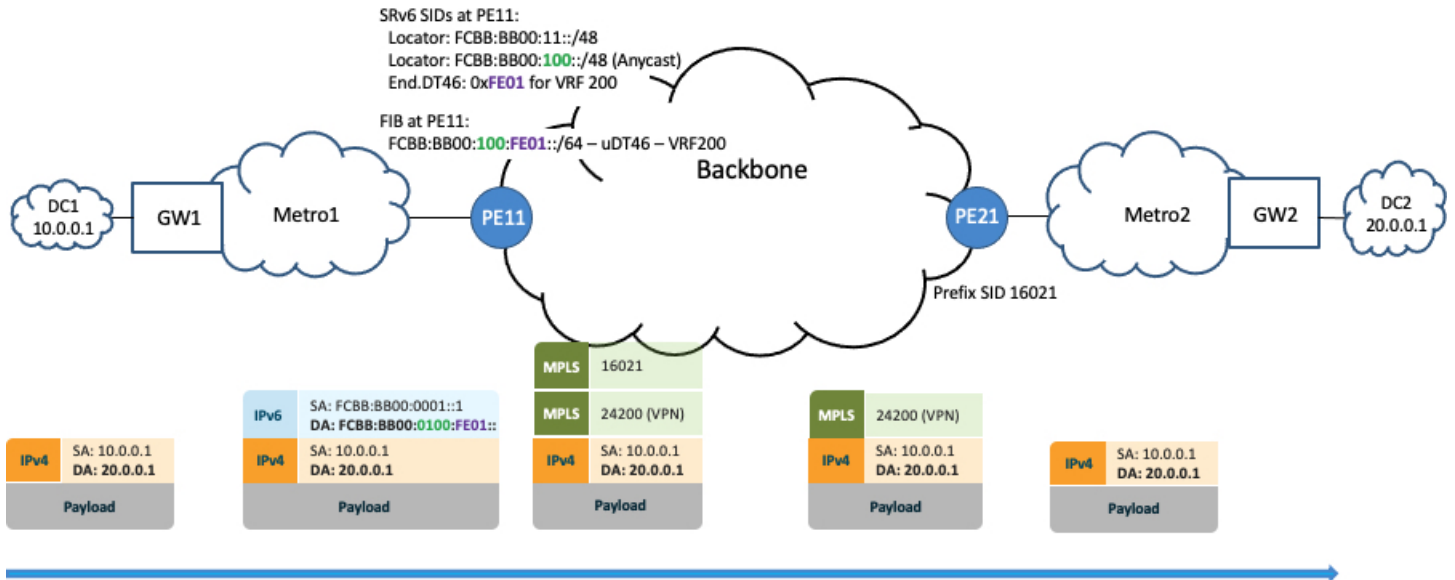 SRv6 SIDs at PE11:
Locator: FCBB:BB00:11::/48
Locator: FCBB:BB00:100::/48 (Anycast)
End.DT46: 0xFE01 for VRF 200
FIB at PE11:
FCBB:BB00:100:FE01::/64 – uDT46 – VRF200
Backbone
DC1
10.0.0.1
GW1
Metro1
PE11
PE21
Metro2
GW2
DC2
20.0.0.1
Prefix SID 16021
IPv4
SA: 10.0.0.1
DA: 20.0.0.1
Payload
IPv6
SA: FCBB:BB00:0001::1
DA: FCBB:BB00:0100:FE01::
IPv4
SA: 10.0.0.1
DA: 20.0.0.1
Payload
MPLS
16021
MPLS
24200 (VPN)
IPv4
SA: 10.0.0.1
DA: 20.0.0.1
Payload
MPLS
24200 (VPN)
IPv4
SA: 10.0.0.1
DA: 20.0.0.1
Payload
IPv4
SA: 10.0.0.1
DA: 20.0.0.1
Payload